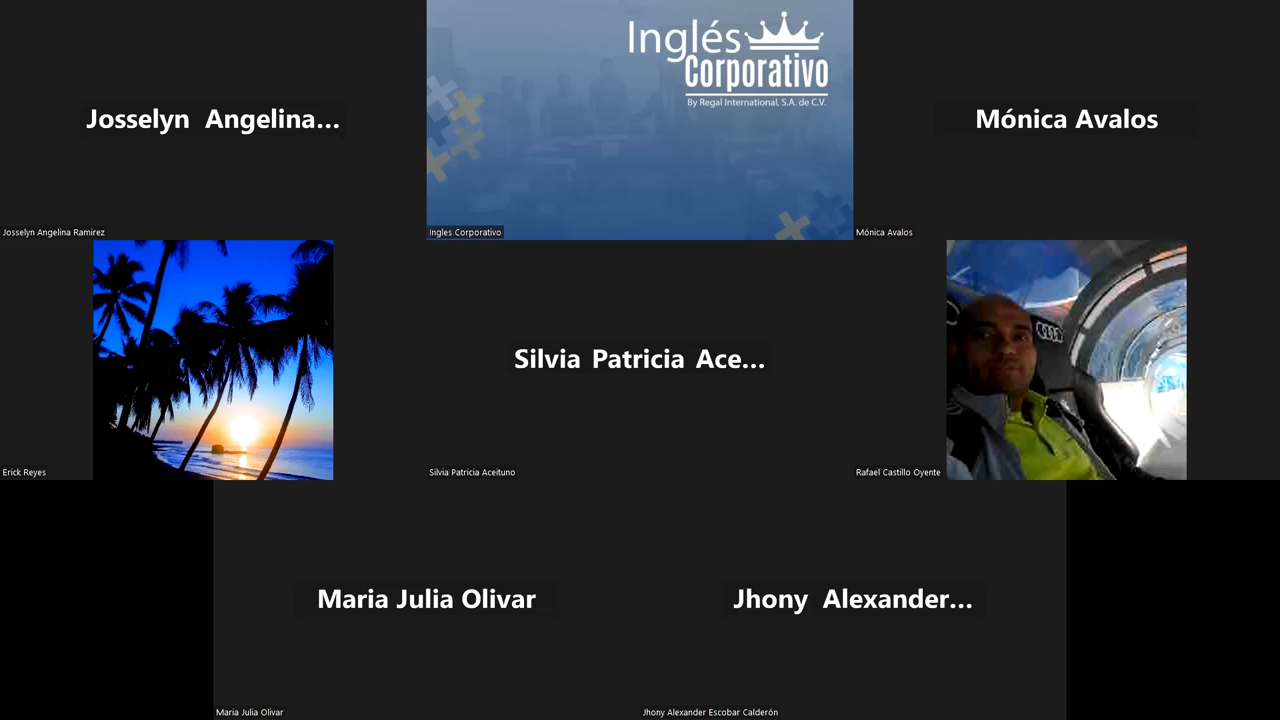 Josselyn Angelina...
Josselyn Angelina Ramirez
Inglés
Corporativo
By Regal International, S.A. de C.V.
Ingles Corporativo
Mónica Avalos
Mónica Avalos
Erick Reyes
Silvia Patricia Ace...
Silvia Patricia Aceituno
Rafael Castillo Oyente
Maria Julia Olivar
Maria Julia Olivar
Jhony Alexander...
Jhony Alexander Escobar Calderón